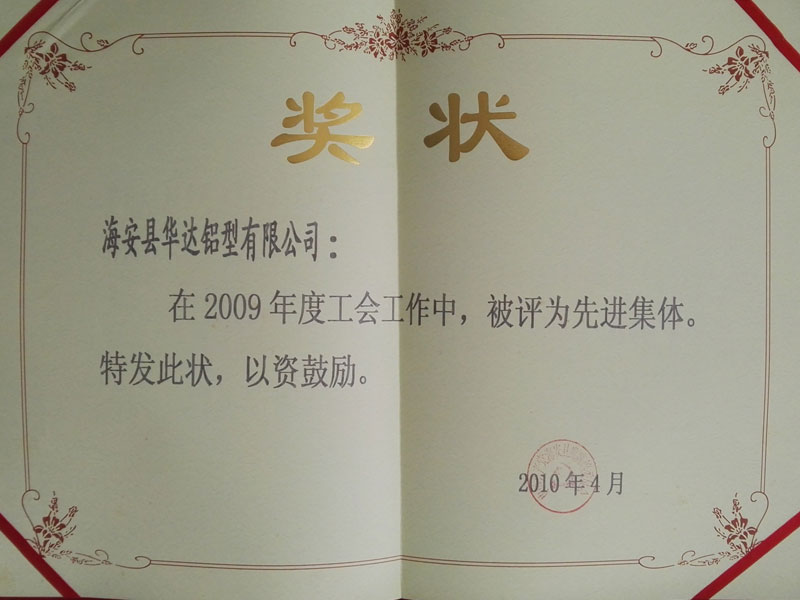 奖状
海安县华达铝型有限公司：
在2009年度工会工作中，被评为先进集体。
特发此状，以资鼓励。
2010年4月